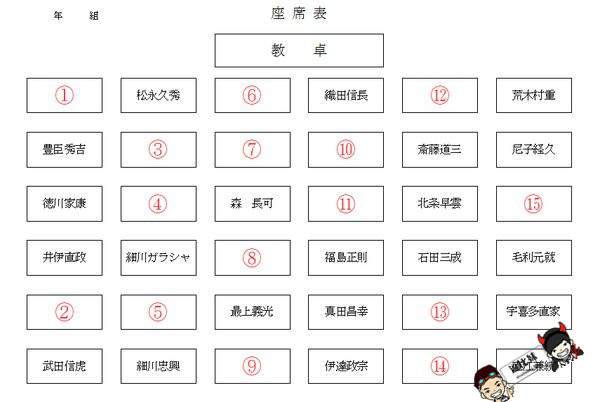 年 組
座席表
教 卓
① 松永久秀 ⑥ 織田信長 ⑫ 荒木村重
豊臣秀吉 ③ ⑦ ⑩ 斎藤道三 尼子経久
徳川家康 ④ 森 長可 ⑪ 北条早雲 ⑮
井伊直政 細川ガラシャ ⑧ 福島正則 石田三成 毛利元就
② ⑤ 最上義光 真田昌幸 ⑬ 宇喜多直家
武田信虎 細川忠興 ⑨ 伊達政宗 ⑭ 江兼続